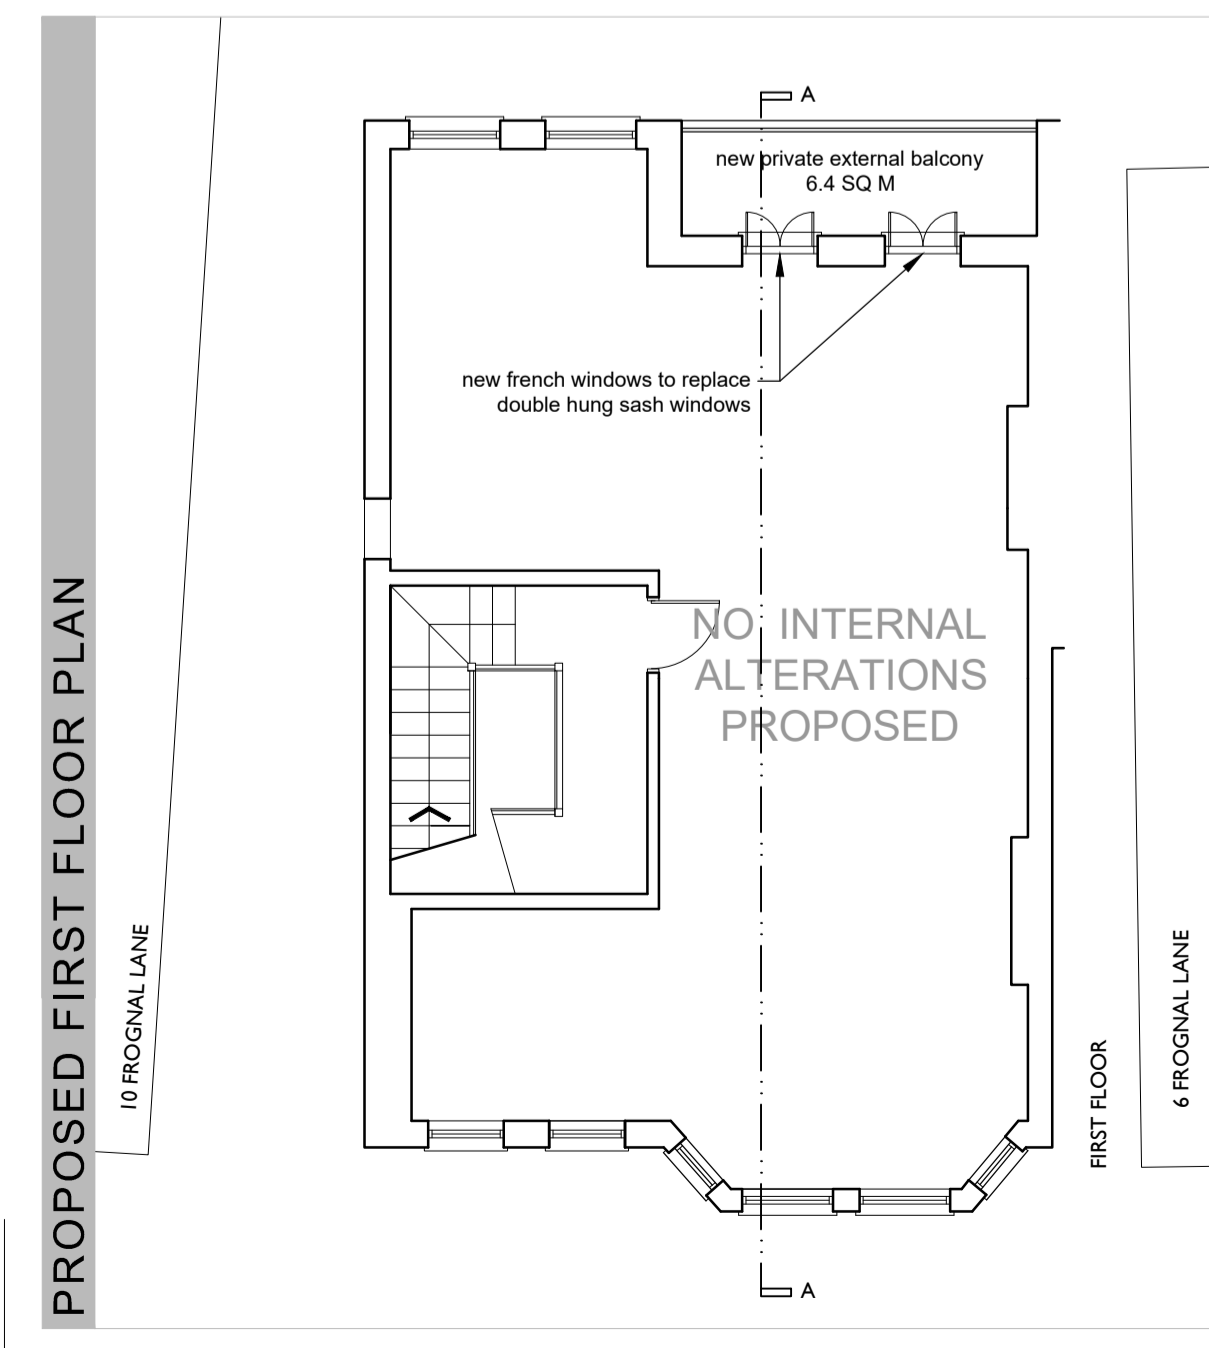 PROPOSED FIRST FLOOR PLAN
A
new private external balcony
6.4 SQ M
new french windows to replace
double hung sash windows
NO INTERNAL
ALTERATIONS
PROPOSED
10 FROGNAL LANE
FIRST FLOOR
6 FROGNAL LANE
A